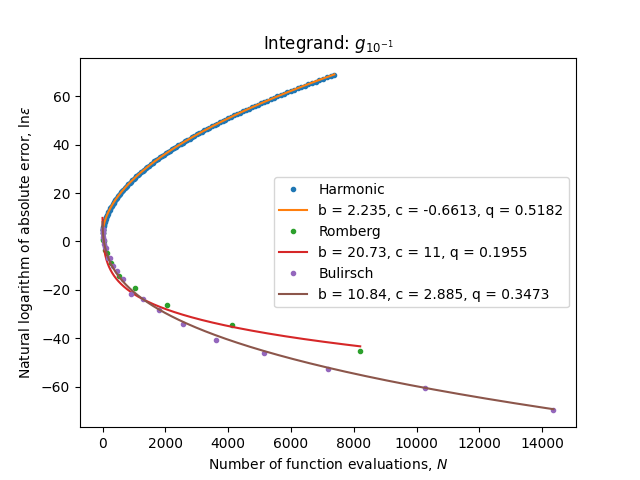 Integrand: g₁₀₋₁
Natural logarithm of absolute error, lnε
60
40
20
0
−20
−40
−60
Harmonic
b = 2.235, c = -0.6613, q = 0.5182
Romberg
b = 20.73, c = 11, q = 0.1955
Bulirsch
b = 10.84, c = 2.885, q = 0.3473
0 2000 4000 6000 8000 10000 12000 14000
Number of function evaluations, N